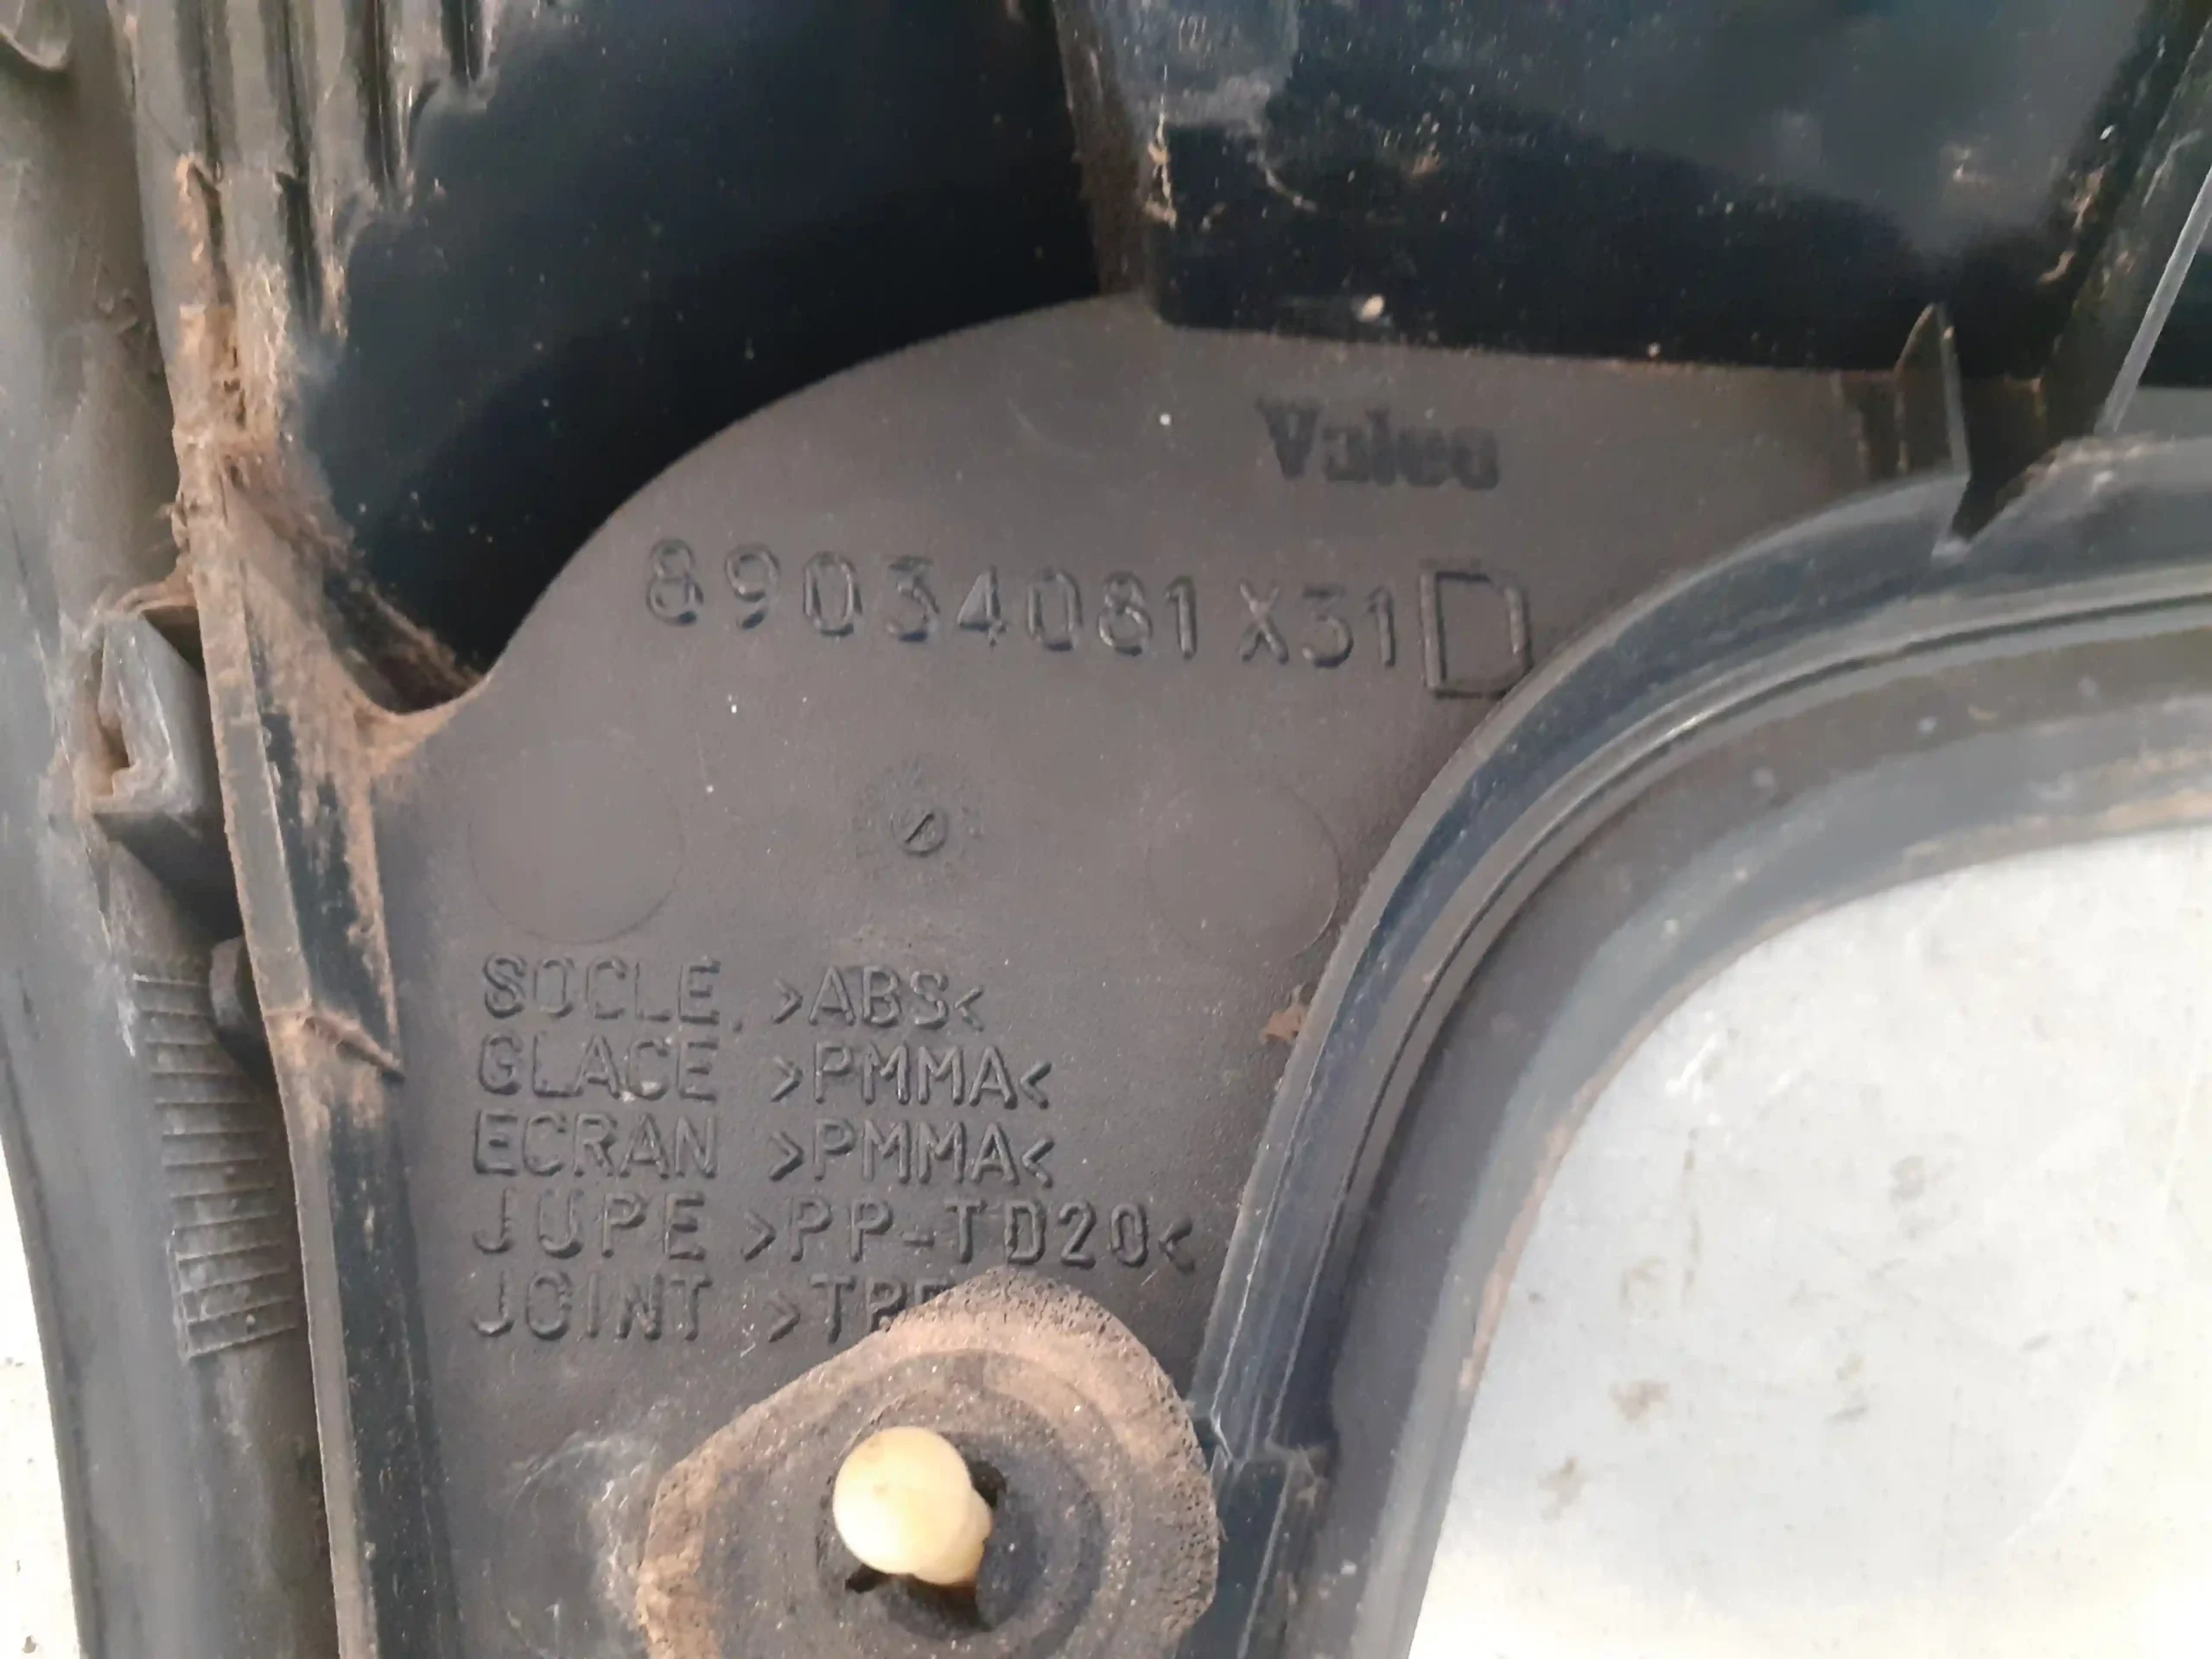 Valeo
89034081 X31 D
SOCLE >ABS<
GLACE >PMMA<
ECRAN >PMMA<
JUPE >PP-TD20<
JOINT